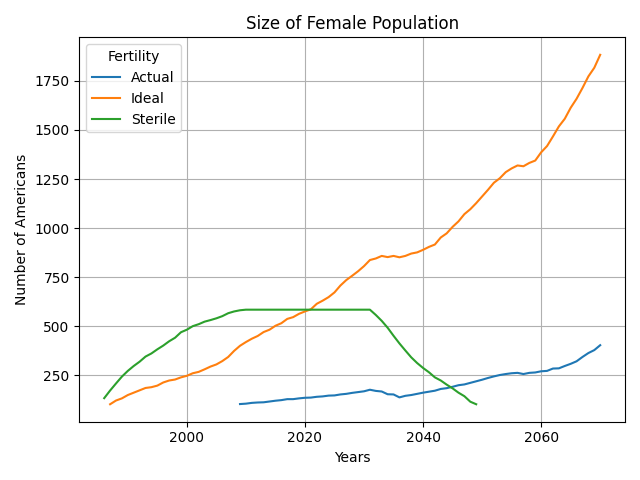 Size of Female Population
Fertility
Actual
Ideal
Sterile
1750
1500
1250
1000
750
500
250
Number of Americans
2000
2020
2040
2060
Years